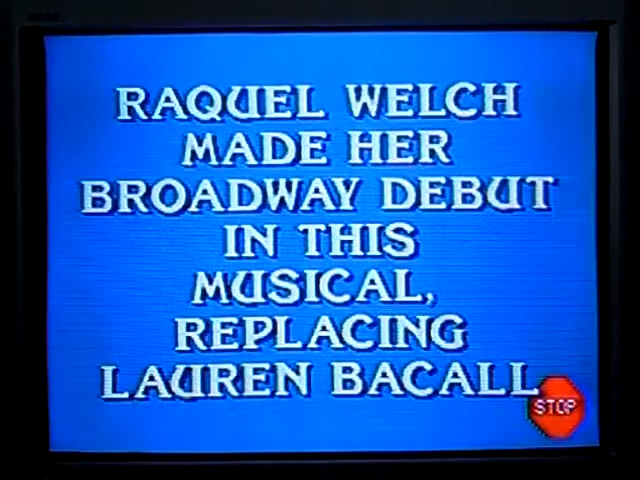 RAQUEL WELCH
MADE HER
BROADWAY DEBUT
IN THIS
MUSICAL,
REPLACING
LAUREN BACALL
STOP